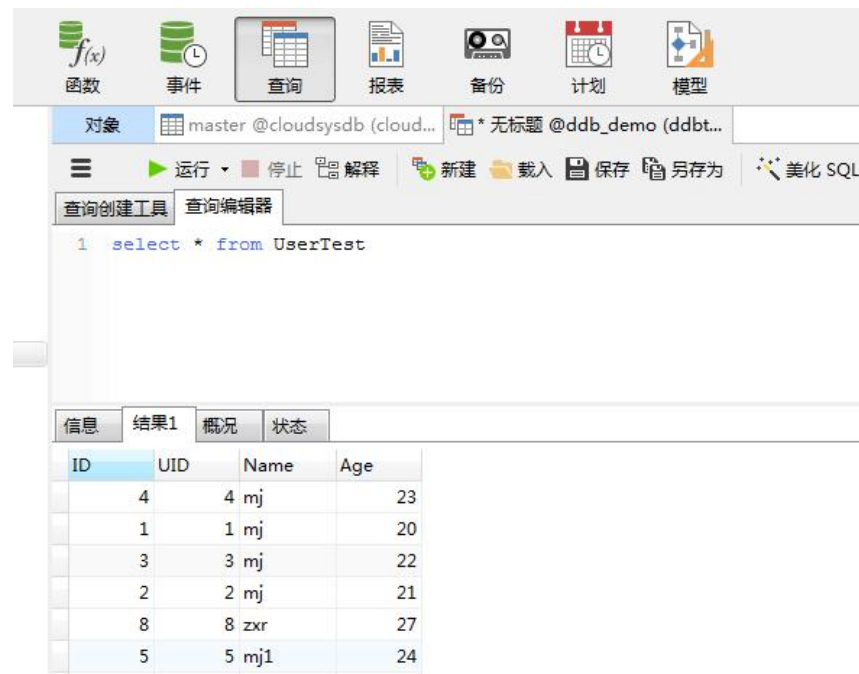 f(x)
函数 事件 查询 报表 备份 计划 模型
对象 master @cloudsysdb (cloud... * 无标题 @ddb_demo (ddbt...
运行 停止 解释 新建 载入 保存 另存为 美化 SQL
查询创建工具 查询编辑器
1 select * from UserTest
信息 结果1 概况 状态
ID UID Name Age
4 4 mj 23
1 1 mj 20
3 3 mj 22
2 2 mj 21
8 8 zxr 27
5 5 mj1 24